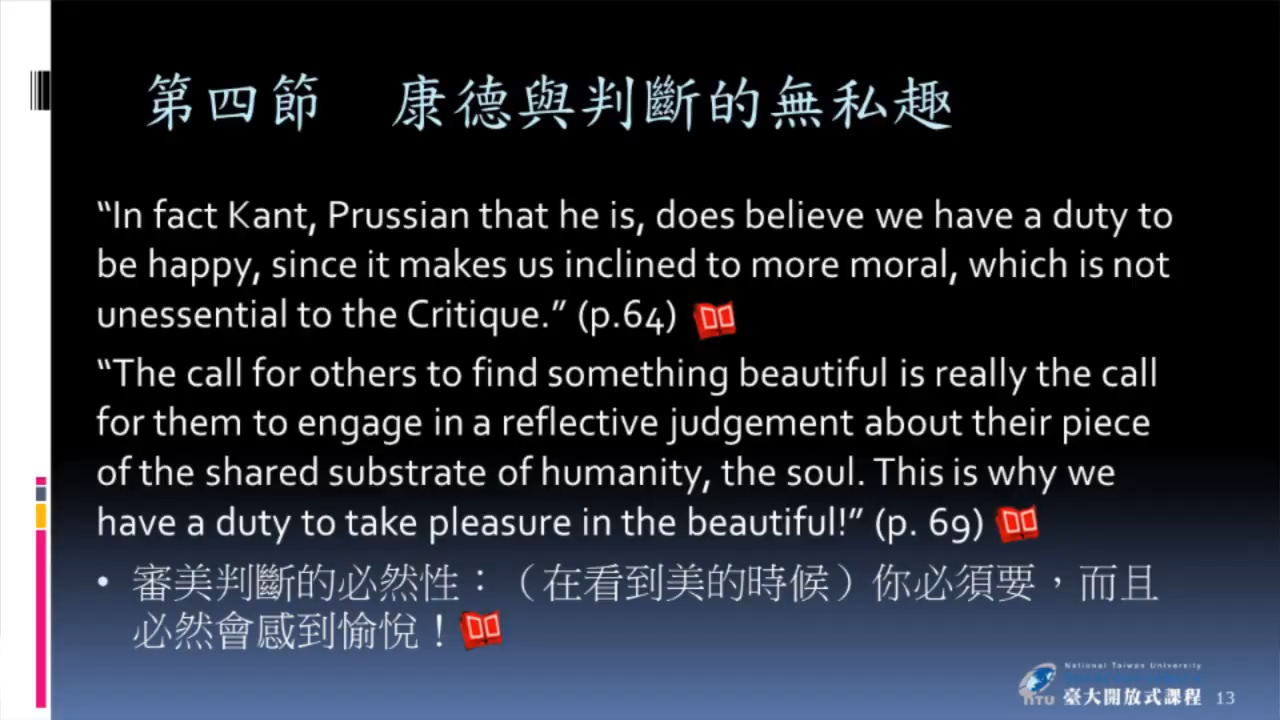 第四節 康德與判斷的無私趣
“In fact Kant, Prussian that he is, does believe we have a duty to
be happy, since it makes us inclined to more moral, which is not
unessential to the Critique.” (p.64)
“The call for others to find something beautiful is really the call
for them to engage in a reflective judgement about their piece
of the shared substrate of humanity, the soul. This is why we
have a duty to take pleasure in the beautiful!” (p. 69)
• 審美判斷的必然性：（在看到美的時候）你必須要，而且
必然會感到愉悅！
National Taiwan University
NTU 臺大開放式課程 13